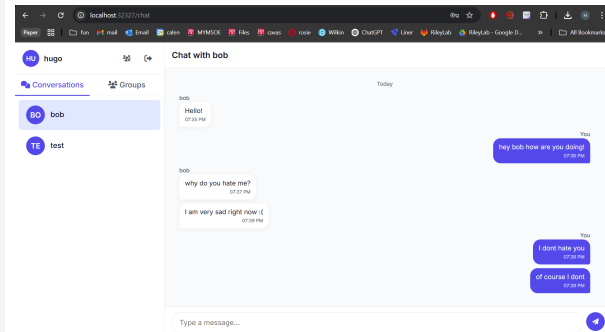 localhost:32327/chat
Paper
fun
mail
Email
calen
MYMSOE
Files
cavas
rosie
Wilkin
ChatGPT
Liner
RileyLab
RileyLab - Google D...
»
All Bookmarks
HU hugo
Chat with bob
Conversations
Groups
BO bob
TE test
Today
bob
Hello!
07:35 PM
You
hey bob how are you doing!
07:36 PM
bob
why do you hate me?
07:37 PM
I am very sad right now :(
07:39 PM
You
I dont hate you
07:39 PM
of course I dont
07:39 PM
Type a message...